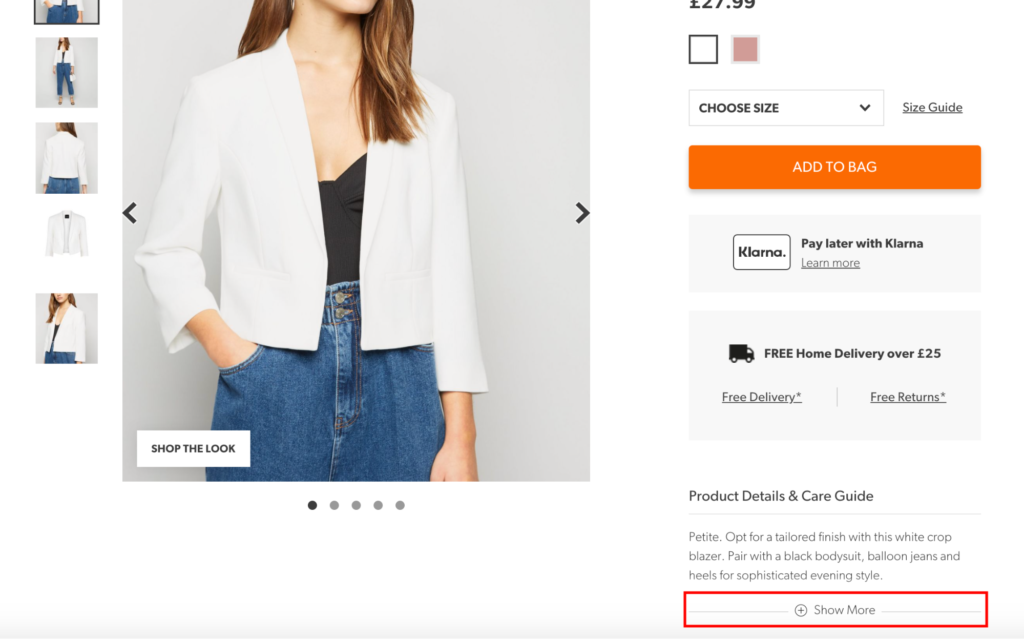 £27.99
CHOOSE SIZE
Size Guide
ADD TO BAG
Klarna.
Pay later with Klarna
Learn more
FREE Home Delivery over £25
Free Delivery*
Free Returns*
SHOP THE LOOK
Product Details & Care Guide
Petite. Opt for a tailored finish with this white crop
blazer. Pair with a black bodysuit, balloon jeans and
heels for sophisticated evening style.
Show More